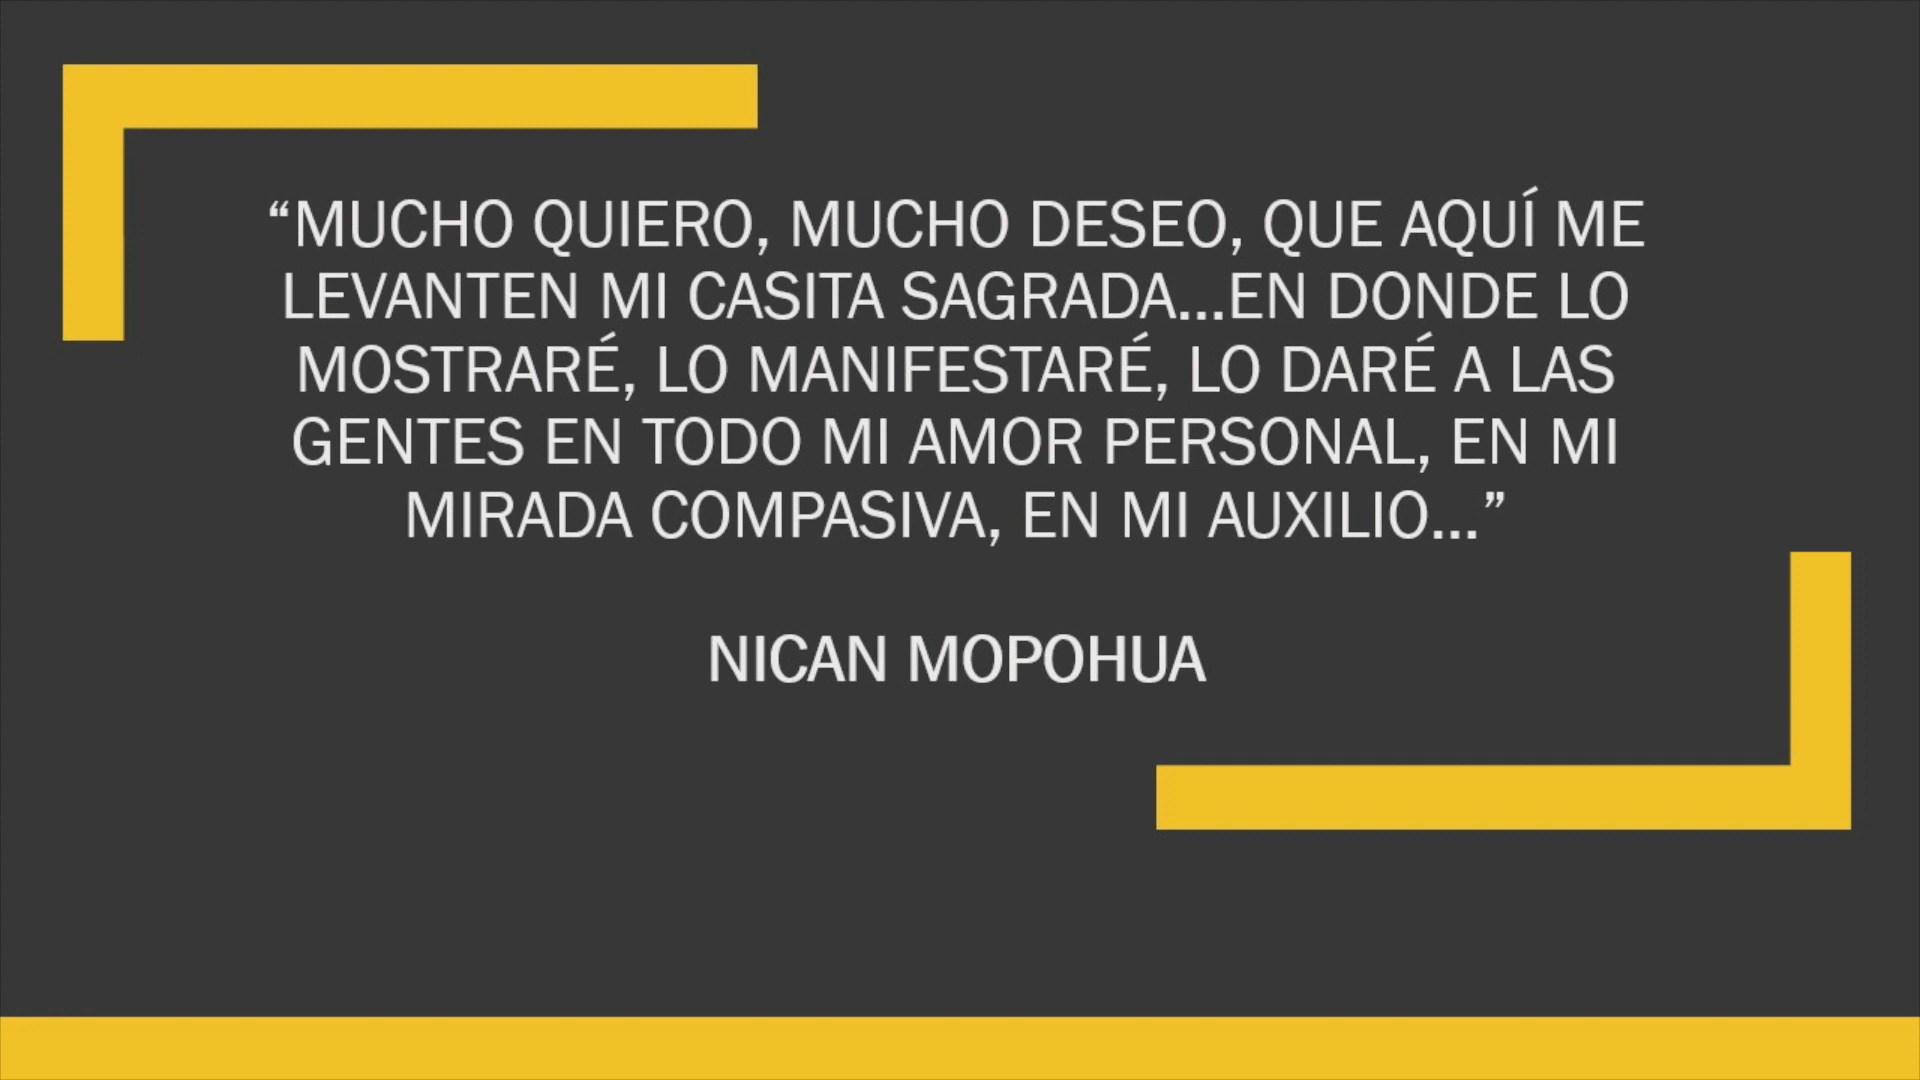 “MUCHO QUIERO, MUCHO DESEO, QUE AQUÍ ME
LEVANTEN MI CASITA SAGRADA...EN DONDE LO
MOSTRARÉ, LO MANIFESTARÉ, LO DARÉ A LAS
GENTES EN TODO MI AMOR PERSONAL, EN MI
MIRADA COMPASIVA, EN MI AUXILIO...”
NICAN MOPOHUA